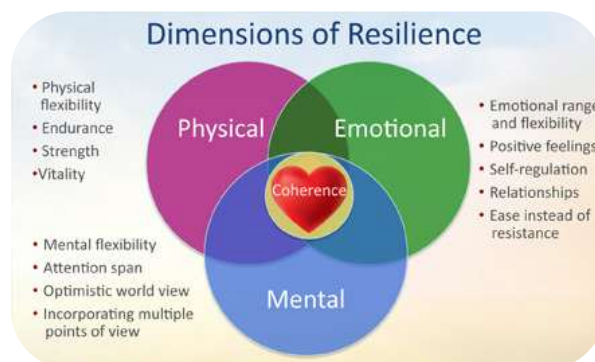 Dimensions of Resilience
• Physical
flexibility
• Endurance
• Strength
•Vitality
Physical
Emotional
• Emotional range
and flexibility
• Positive feelings
• Self-regulation
• Relationships
• Ease instead of
resistance
Coherence
• Mental flexibility
• Attention span
• Optimistic world view
• Incorporating multiple
points of view
Mental